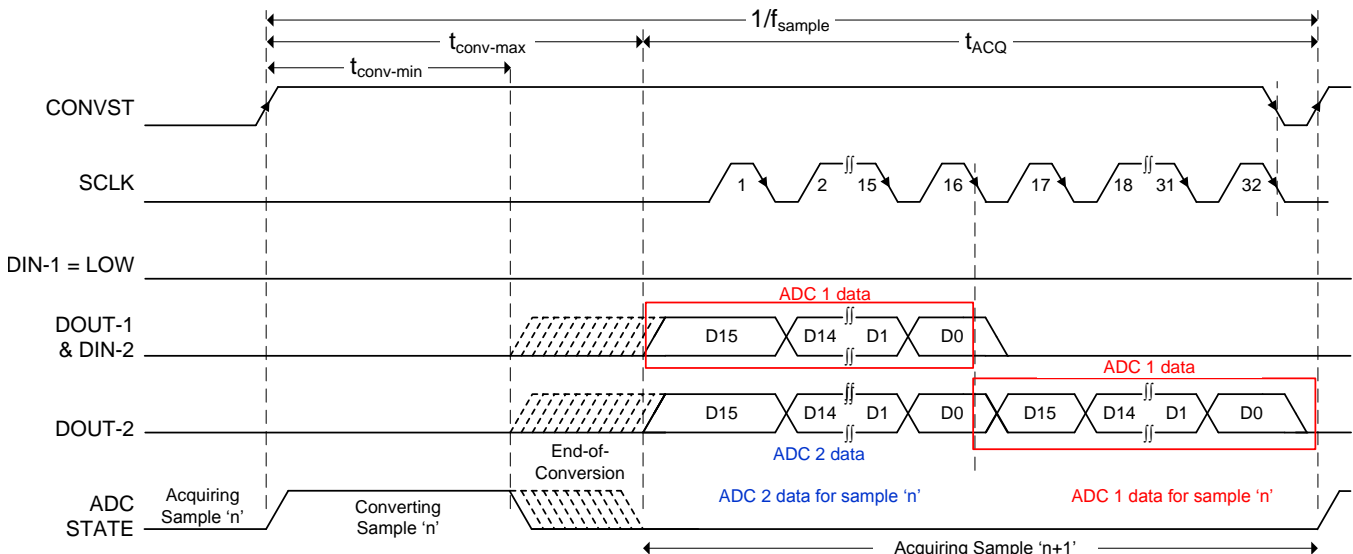 1/fsample
tconv-max
tACQ
tconv-min
CONVST
SCLK
1 2 15 16 17 18 31 32
DIN-1 = LOW
ADC 1 data
DOUT-1
& DIN-2
D15 D14 D1 D0
ADC 1 data
DOUT-2
D15 D14 D1 D0 D15 D14 D1 D0
End-of-
Conversion
ADC 2 data
ADC
STATE
Acquiring
Sample ‘n’
Converting
Sample ‘n’
ADC 2 data for sample ‘n’
ADC 1 data for sample ‘n’
Acquiring Sample ‘n+1’